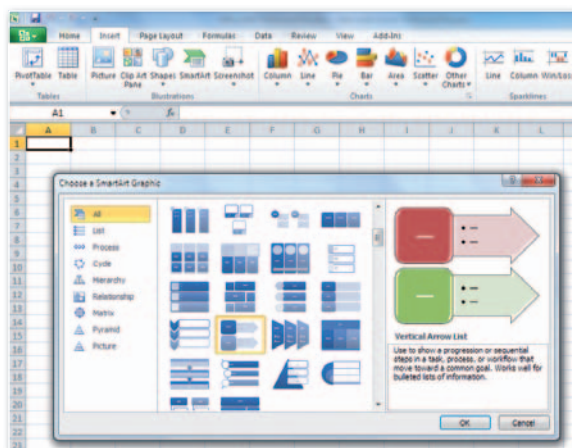 Home Insert Page Layout Formulas Data Review View Add-Ins
PivotTable Table Picture Clip Art Pane Shapes SmartArt Screenshot Column Line Pie Bar Area Scatter Other Charts Line Column Win/Loss
Tables Illustrations Charts Sparklines
A1 fx
A B C D E F G H I J K L
1
2
3
4
5
6
7
8
9
10
11
12
13
14
15
16
17
18
19
20
21
22
23
Choose a SmartArt Graphic
All
List
Process
Cycle
Hierarchy
Relationship
Matrix
Pyramid
Picture
Vertical Arrow List
Use to show a progression or sequential
steps in a task, process, or workflow that
move toward a common goal. Works well for
bulleted lists of information.
OK Cancel